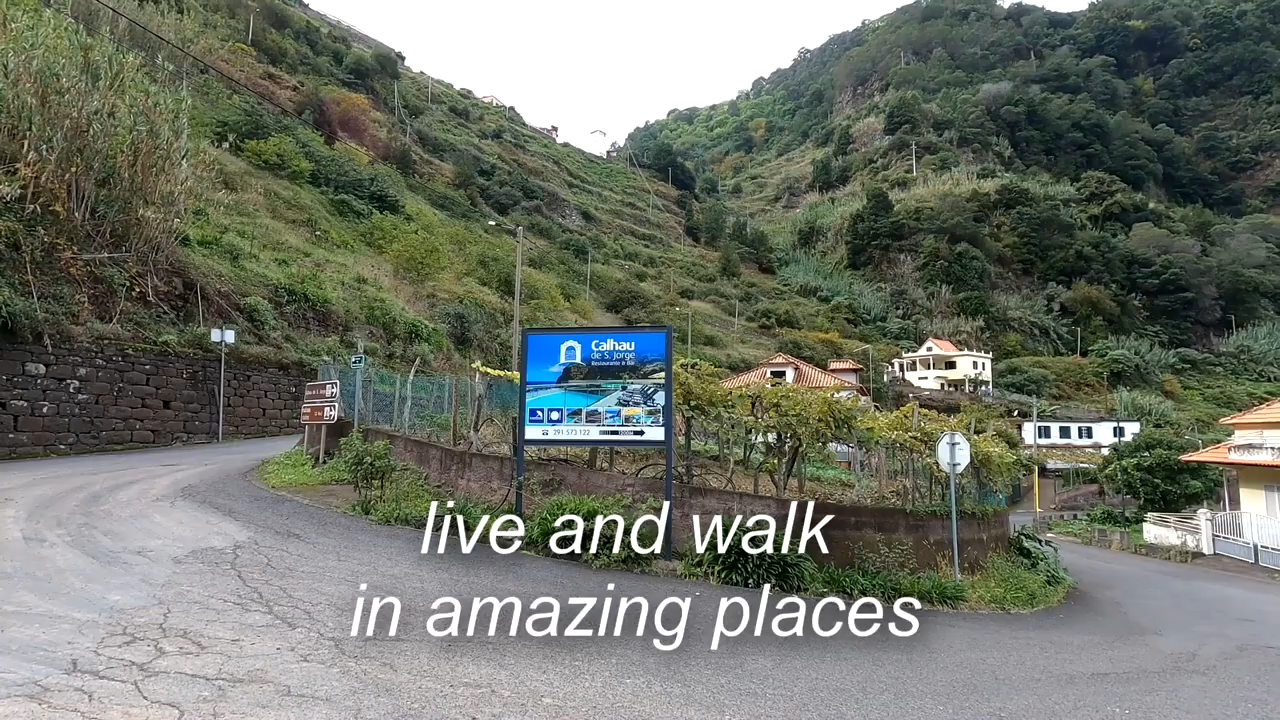 Calhau
de S. Jorge
Restaurante & Bar
291 573 122
live and walk
in amazing places